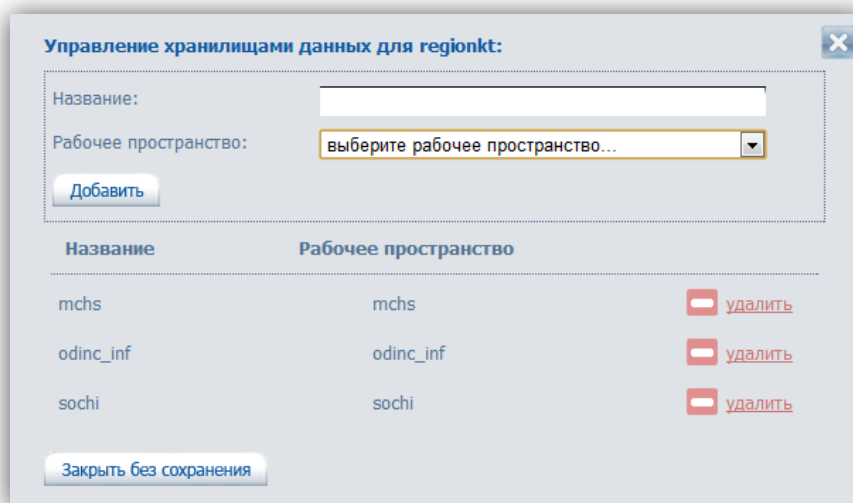 Управление хранилищами данных для regionkt:
Название:
Рабочее пространство: выберите рабочее пространство...
Добавить
Название Рабочее пространство
mchs mchs удалить
odinc_inf odinc_inf удалить
sochi sochi удалить
Закрыть без сохранения